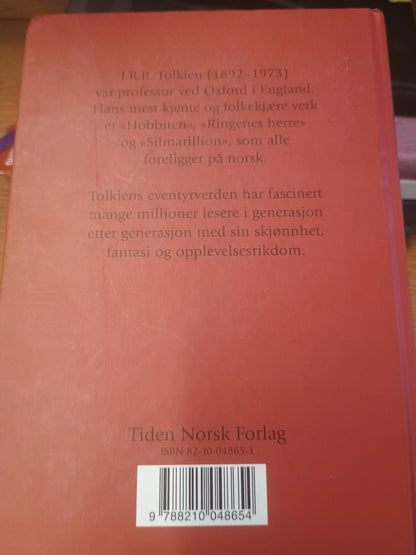 J.R.R. Tolkien (1892–1973)
var professor ved Oxford i England.
Hans mest kjente og folkekjære verk
er «Hobbiten», «Ringenes herre»
og «Silmarillion», som alle
foreligger på norsk.
Tolkiens eventyrverden har fascinert
mange millioner lesere i generasjon
etter generasjon med sin skjønnhet,
fantasi og opplevelsesrikdom.
Tiden Norsk Forlag
ISBN 82-10-04865-1
9 788210 048654